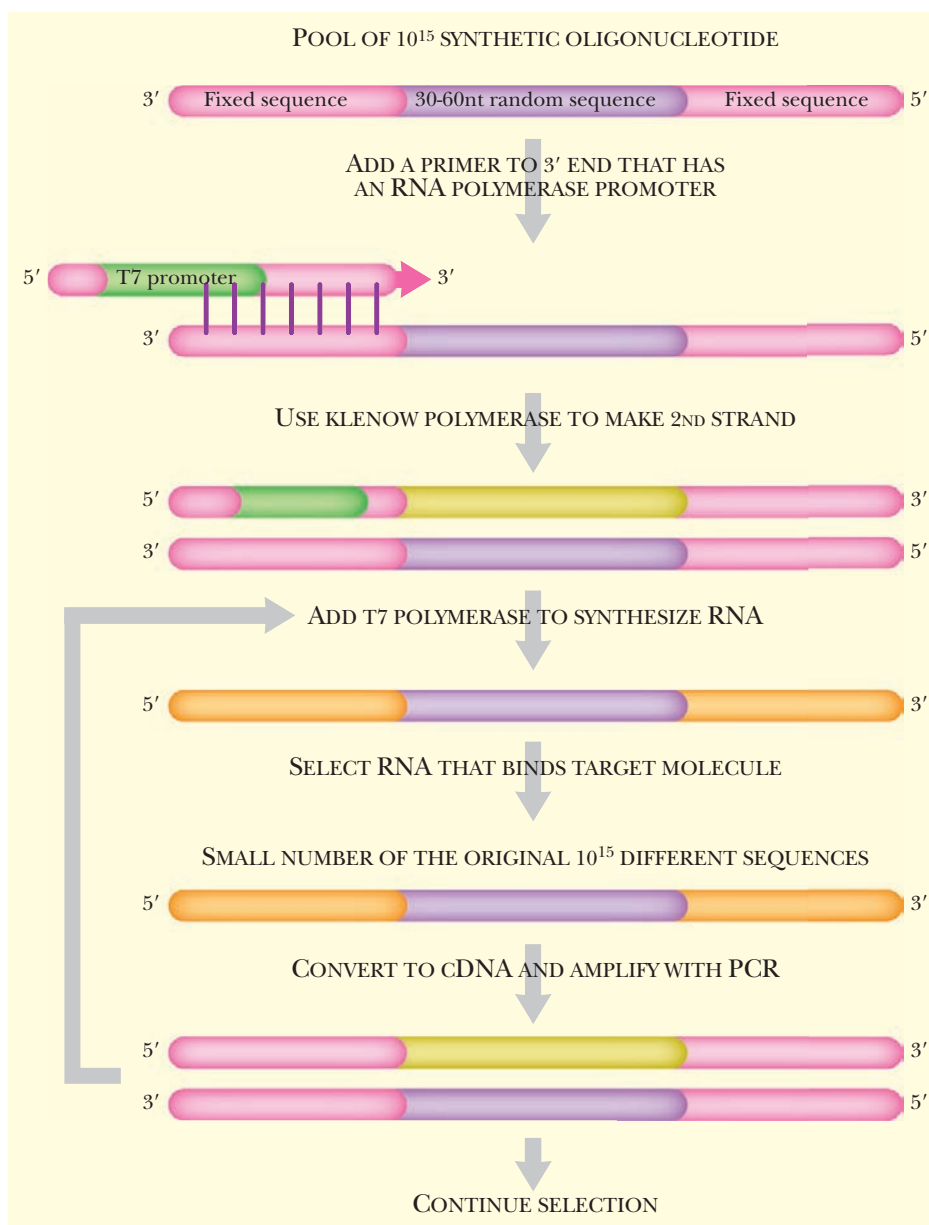 POOL OF 10¹⁵ SYNTHETIC OLIGONUCLEOTIDE
3′ Fixed sequence 30-60nt random sequence Fixed sequence 5′
ADD A PRIMER TO 3′ END THAT HAS
AN RNA POLYMERASE PROMOTER
5′ T7 promoter 3′
3′ 5′
USE KLENOW POLYMERASE TO MAKE 2ND STRAND
5′ 3′
3′ 5′
ADD T7 POLYMERASE TO SYNTHESIZE RNA
5′ 3′
SELECT RNA THAT BINDS TARGET MOLECULE
SMALL NUMBER OF THE ORIGINAL 10¹⁵ DIFFERENT SEQUENCES
5′ 3′
CONVERT TO cDNA AND AMPLIFY WITH PCR
5′ 3′
3′ 5′
CONTINUE SELECTION